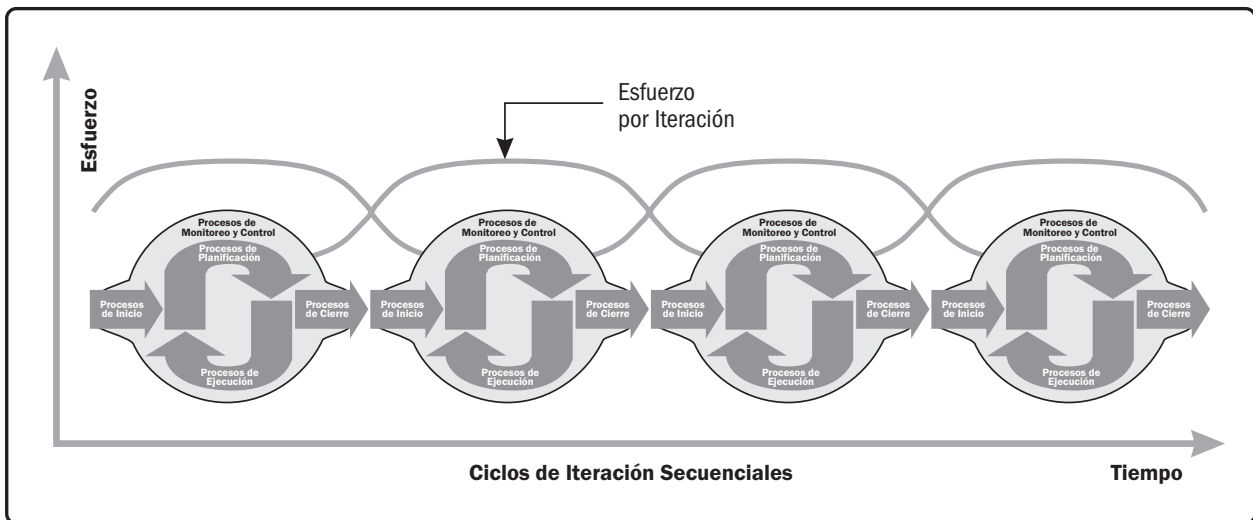 Esfuerzo
Esfuerzo
por Iteración
Procesos de
Monitoreo y Control
Procesos de
Planificación
Procesos
de Inicio
Procesos
de Cierre
Procesos de
Ejecución
Procesos de
Monitoreo y Control
Procesos de
Planificación
Procesos
de Inicio
Procesos
de Cierre
Procesos de
Ejecución
Procesos de
Monitoreo y Control
Procesos de
Planificación
Procesos
de Inicio
Procesos
de Cierre
Procesos de
Ejecución
Procesos de
Monitoreo y Control
Procesos de
Planificación
Procesos
de Inicio
Procesos
de Cierre
Procesos de
Ejecución
Ciclos de Iteración Secuenciales
Tiempo